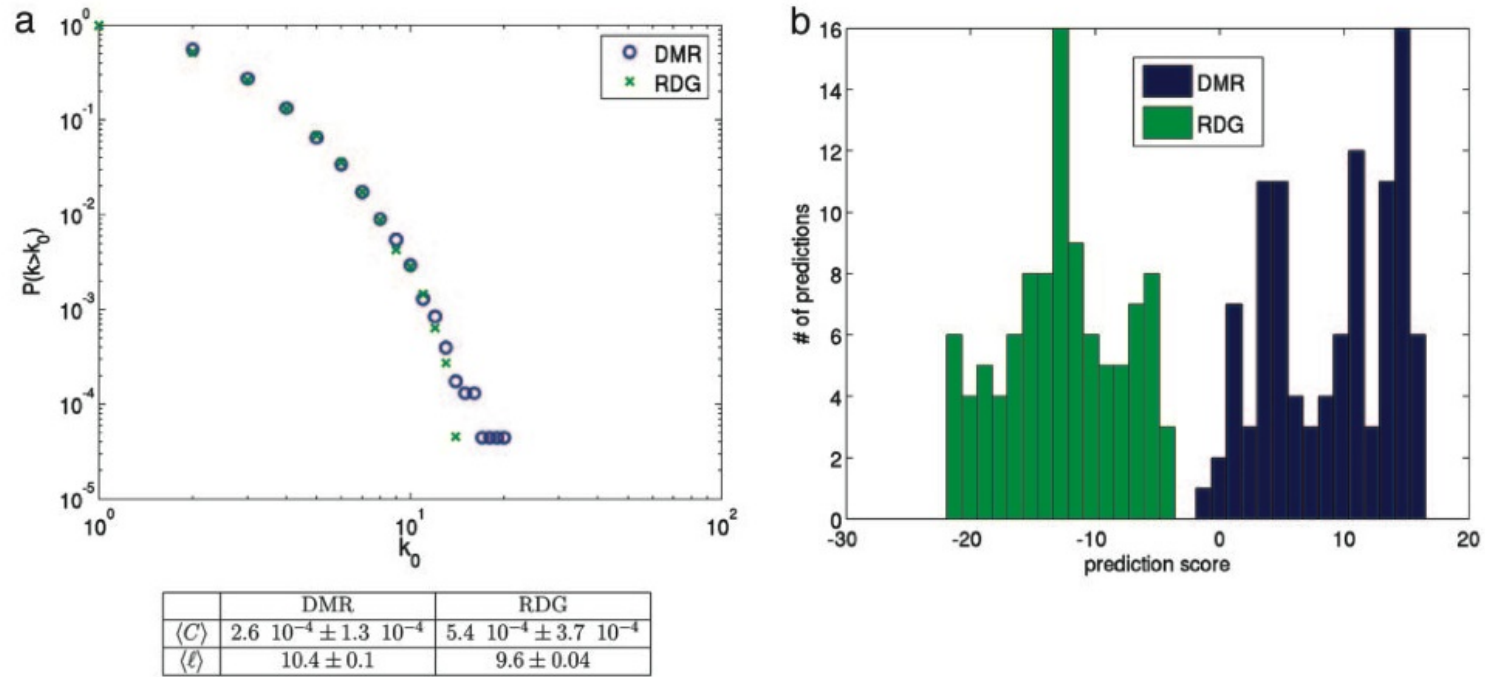 a
10^0
10^-1
10^-2
10^-3
10^-4
10^-5
P(k>k_0)
DMR
RDG
10^0 10^1 10^2
k_0
b
16
14
12
10
8
6
4
2
0
# of predictions
DMR
RDG
-30 -20 -10 0 10 20
prediction score
DMR RDG
⟨C⟩ 2.6 10^-4 ± 1.3 10^-4 5.4 10^-4 ± 3.7 10^-4
⟨ℓ⟩ 10.4 ± 0.1 9.6 ± 0.04